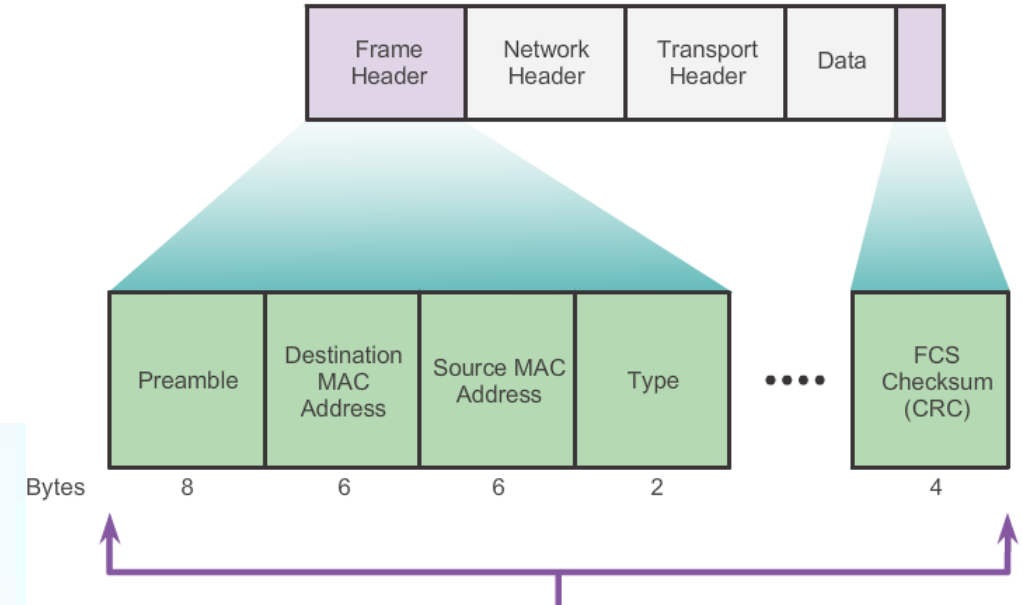 Frame
Header
Network
Header
Transport
Header
Data
Preamble
Destination
MAC
Address
Source MAC
Address
Type
FCS
Checksum
(CRC)
Bytes 8 6 6 2 4